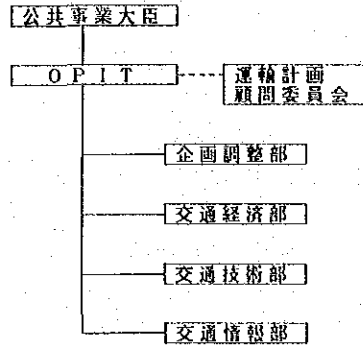 公共事業大臣
OPIT
運輸計画
顧問委員会
企画調整部
交通経済部
交通技術部
交通情報部